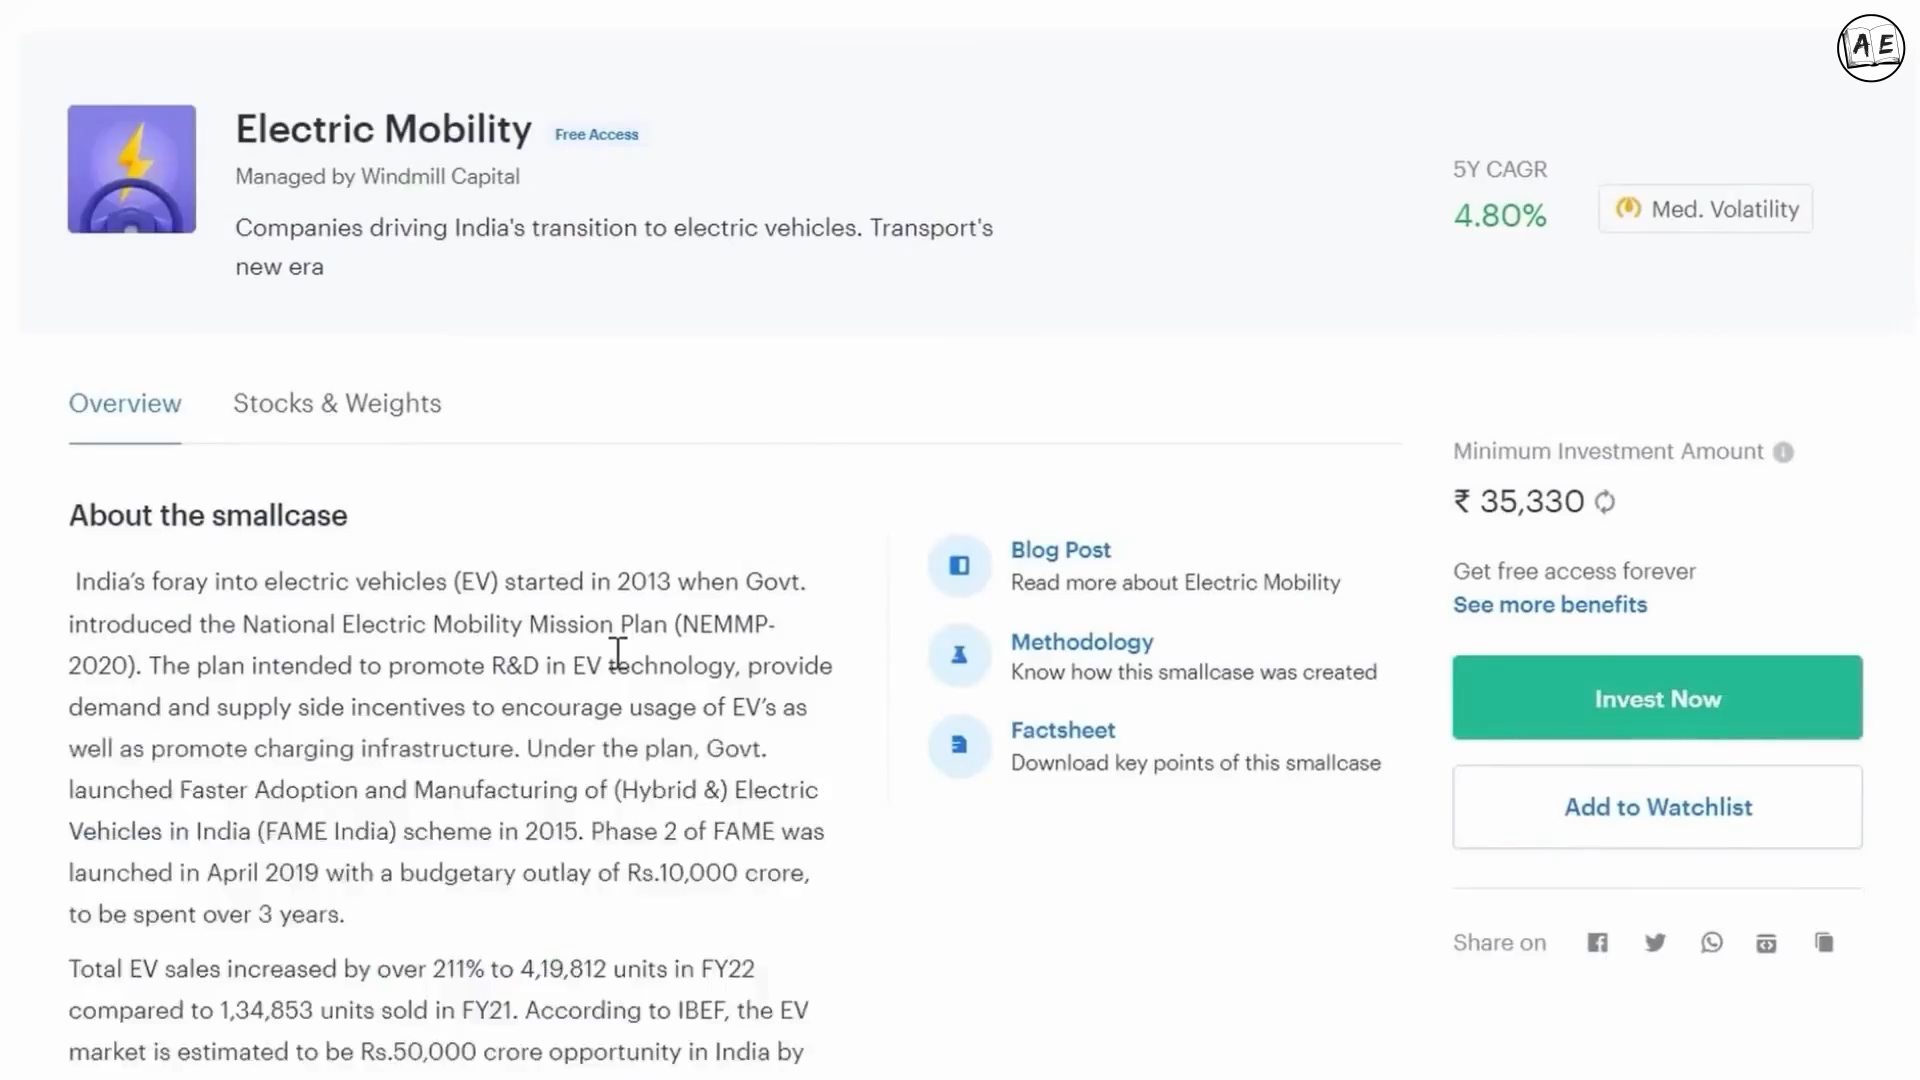 A E
Electric Mobility Free Access
Managed by Windmill Capital
Companies driving India's transition to electric vehicles. Transport's
new era
5Y CAGR
4.80%
Med. Volatility
Overview
Stocks & Weights
About the smallcase
India's foray into electric vehicles (EV) started in 2013 when Govt.
introduced the National Electric Mobility Mission Plan (NEMMP-
2020). The plan intended to promote R&D in EV technology, provide
demand and supply side incentives to encourage usage of EV's as
well as promote charging infrastructure. Under the plan, Govt.
launched Faster Adoption and Manufacturing of (Hybrid &) Electric
Vehicles in India (FAME India) scheme in 2015. Phase 2 of FAME was
launched in April 2019 with a budgetary outlay of Rs.10,000 crore,
to be spent over 3 years.
Total EV sales increased by over 211% to 4,19,812 units in FY22
compared to 1,34,853 units sold in FY21. According to IBEF, the EV
market is estimated to be Rs.50,000 crore opportunity in India by
Blog Post
Read more about Electric Mobility
Methodology
Know how this smallcase was created
Factsheet
Download key points of this smallcase
Minimum Investment Amount
₹ 35,330
Get free access forever
See more benefits
Invest Now
Add to Watchlist
Share on